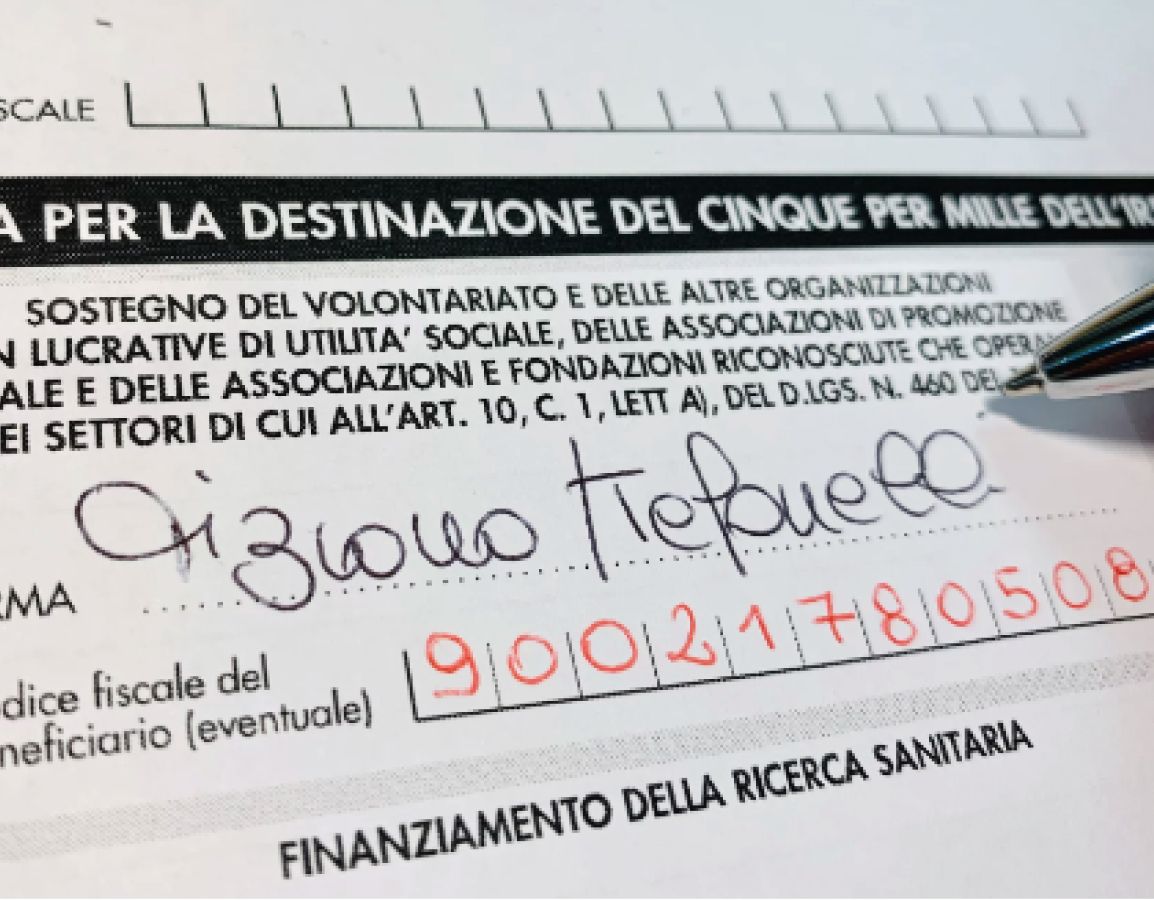 SCALE
A PER LA DESTINAZIONE DEL CINQUE PER MILLE DELL'IR
SOSTEGNO DEL VOLONTARIATO E DELLE ALTRE ORGANIZZAZIONI
N LUCRATIVE DI UTILITA' SOCIALE, DELLE ASSOCIAZIONI DI PROMOZIONE
ALE E DELLE ASSOCIAZIONI E FONDAZIONI RICONOSCIUTE CHE OPERA
EI SETTORI DI CUI ALL'ART. 10, C. 1, LETT A), DEL D.LGS. N. 460 DEL
RMA Tiziano
dice fiscale del
neficiario (eventuale) 90021780508
FINANZIAMENTO DELLA RICERCA SANITARIA